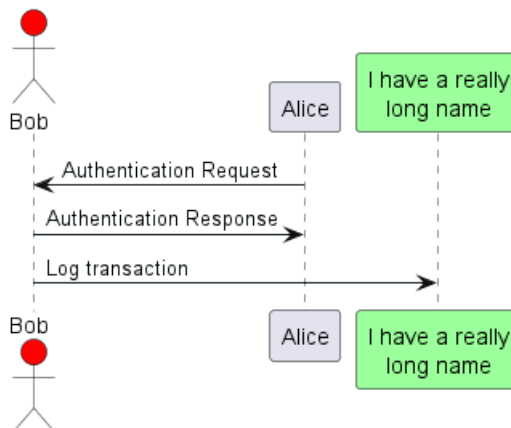 Bob
Alice
I have a really
long name
Authentication Request
Authentication Response
Log transaction
Bob
Alice
I have a really
long name